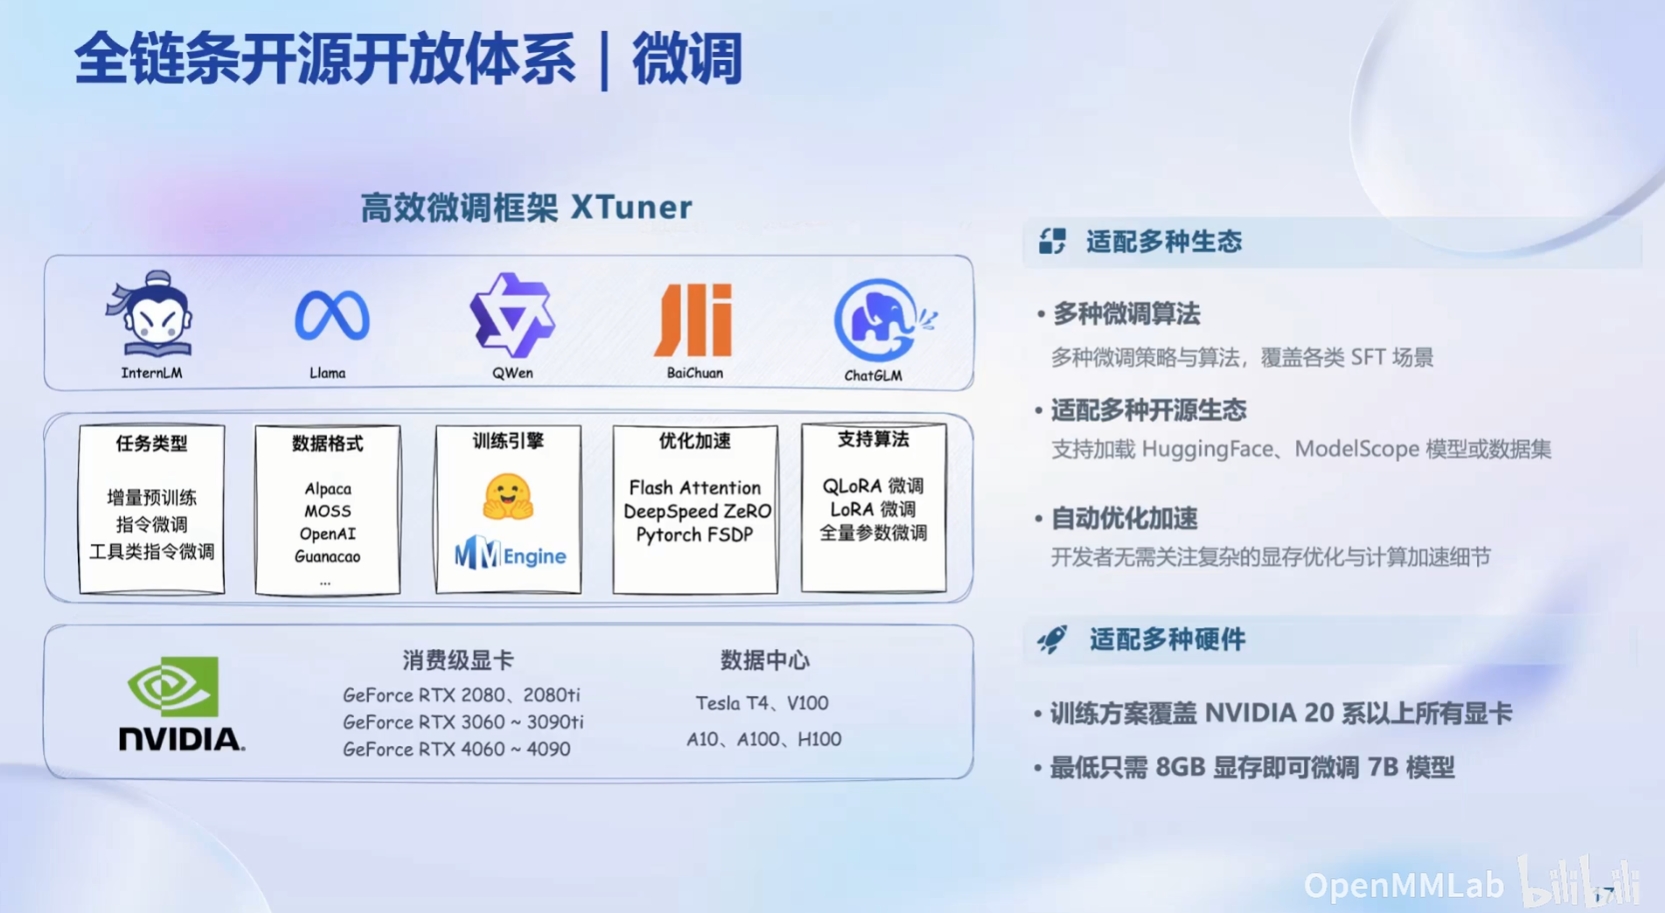 全链条开源开放体系｜微调
高效微调框架 XTuner
InternLM
Llama
QWen
BaiChuan
ChatGLM
任务类型
增量预训练
指令微调
工具类指令微调
数据格式
Alpaca
MOSS
OpenAI
Guanacao
...
训练引擎
MMEngine
优化加速
Flash Attention
DeepSpeed ZeRO
Pytorch FSDP
支持算法
QLoRA 微调
LoRA 微调
全量参数微调
NVIDIA.
消费级显卡
GeForce RTX 2080、2080ti
GeForce RTX 3060 ~ 3090ti
GeForce RTX 4060 ~ 4090
数据中心
Tesla T4、V100
A10、A100、H100
适配多种生态
• 多种微调算法
多种微调策略与算法，覆盖各类 SFT 场景
• 适配多种开源生态
支持加载 HuggingFace、ModelScope 模型或数据集
• 自动优化加速
开发者无需关注复杂的显存优化与计算加速细节
适配多种硬件
• 训练方案覆盖 NVIDIA 20 系以上所有显卡
• 最低只需 8GB 显存即可微调 7B 模型
OpenMMLab bilibili
17